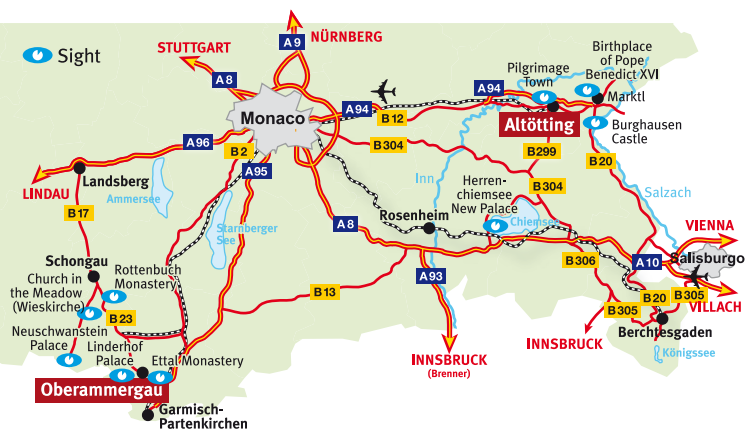 Sight
STUTTGART
A 8
A 9
NÜRNBERG
Monaco
A94
B12
A94
Pilgrimage
Town
Birthplace
of Pope
Benedict XVI
Marktl
Altötting
Burghausen
Castle
A96
B2
A95
B304
B299
B20
LINDAU
Landsberg
Ammersee
B17
Starnberger
See
Inn
Herren-
chiemsee
New Palace
B304
Salzach
Rosenheim
Chiemsee
A8
VIENNA
Schongau
Church in
the Meadow
(Wieskirche)
Rottenbuch
Monastery
A93
B306
A10
Salisburgo
B13
B20
B305
VILLACH
B305
B23
Neuschwanstein
Palace
Linderhof
Palace
Ettal Monastery
Berchtesgaden
INNSBRUCK
(Brenner)
INNSBRUCK
Königssee
Oberammergau
Garmisch-
Partenkirchen